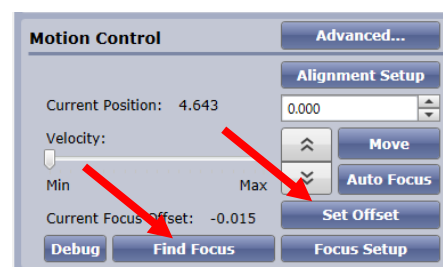 Motion Control Advanced...
Alignment Setup
Current Position: 4.643 0.000
Velocity:
Move
Min Max Auto Focus
Current Focus Offset: -0.015 Set Offset
Debug Find Focus Focus Setup